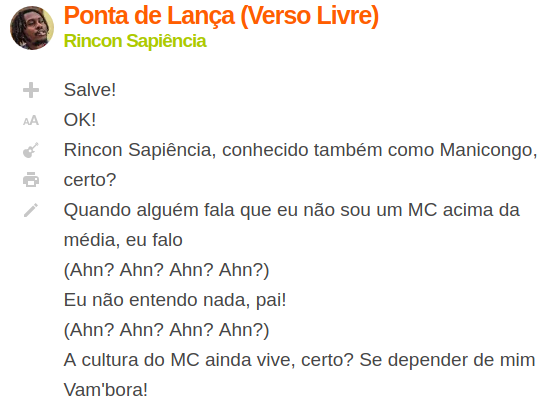 Ponta de Lança (Verso Livre)
Rincon Sapiência
Salve!
AA
OK!
Rincon Sapiência, conhecido também como Manicongo,
certo?
Quando alguém fala que eu não sou um MC acima da
média, eu falo
(Ahn? Ahn? Ahn? Ahn?)
Eu não entendo nada, pai!
(Ahn? Ahn? Ahn? Ahn?)
A cultura do MC ainda vive, certo? Se depender de mim
Vam'bora!